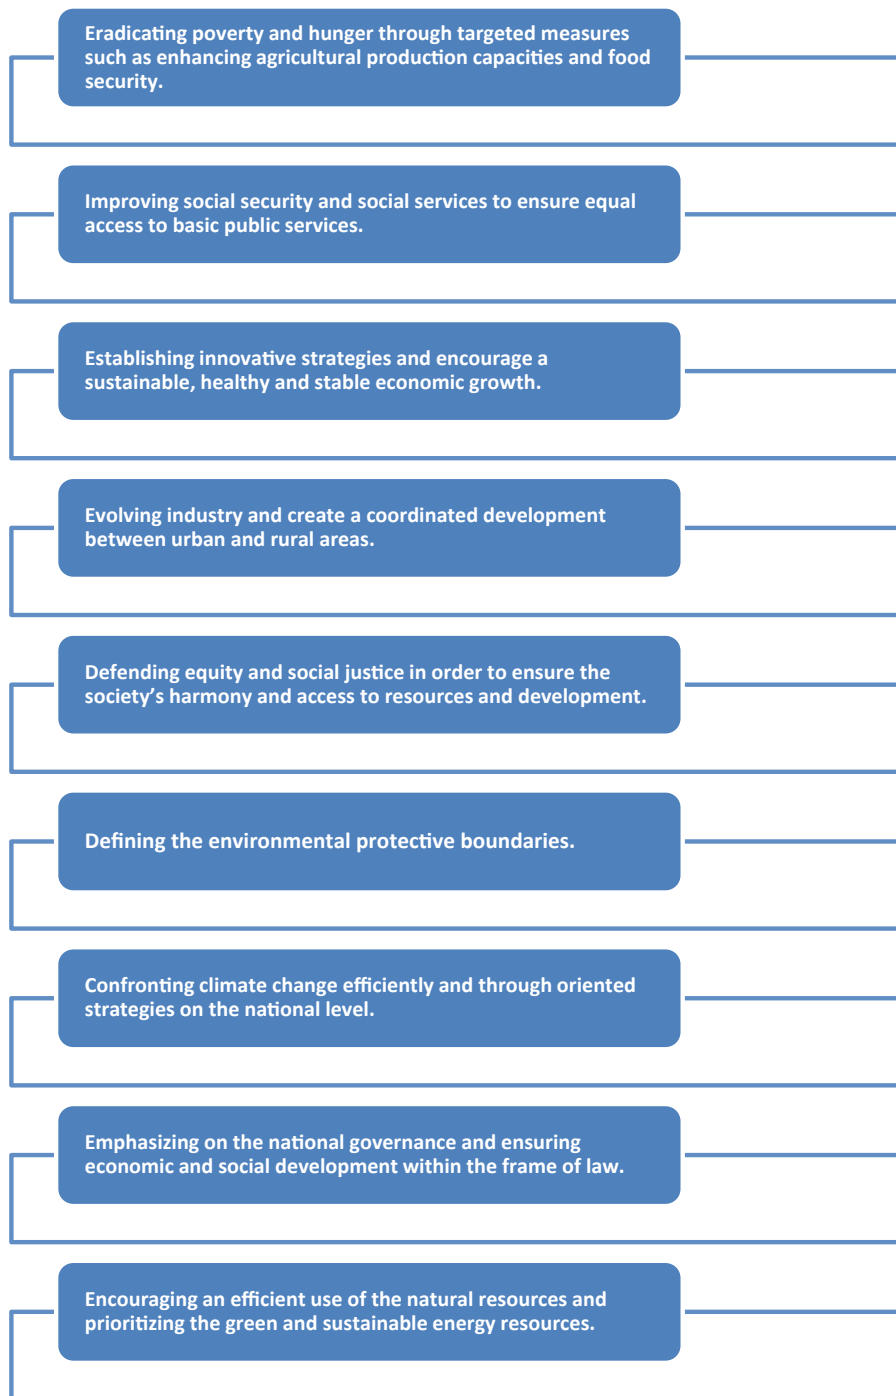 Eradicating poverty and hunger through targeted measures
such as enhancing agricultural production capacities and food
security.
Improving social security and social services to ensure equal
access to basic public services.
Establishing innovative strategies and encourage a
sustainable, healthy and stable economic growth.
Evolving industry and create a coordinated development
between urban and rural areas.
Defending equity and social justice in order to ensure the
society’s harmony and access to resources and development.
Defining the environmental protective boundaries.
Confronting climate change efficiently and through oriented
strategies on the national level.
Emphasizing on the national governance and ensuring
economic and social development within the frame of law.
Encouraging an efficient use of the natural resources and
prioritizing the green and sustainable energy resources.